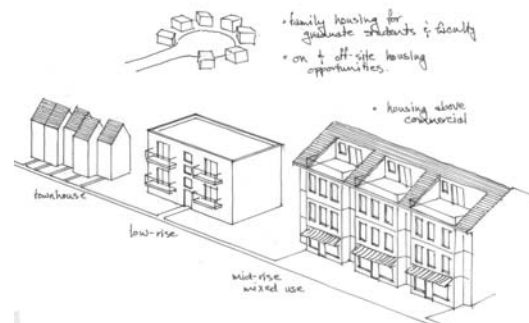 • family housing for
graduate students & faculty
• on & off-site housing
opportunities.
• housing above
commercial
townhouse
low-rise
mid-rise
mixed use